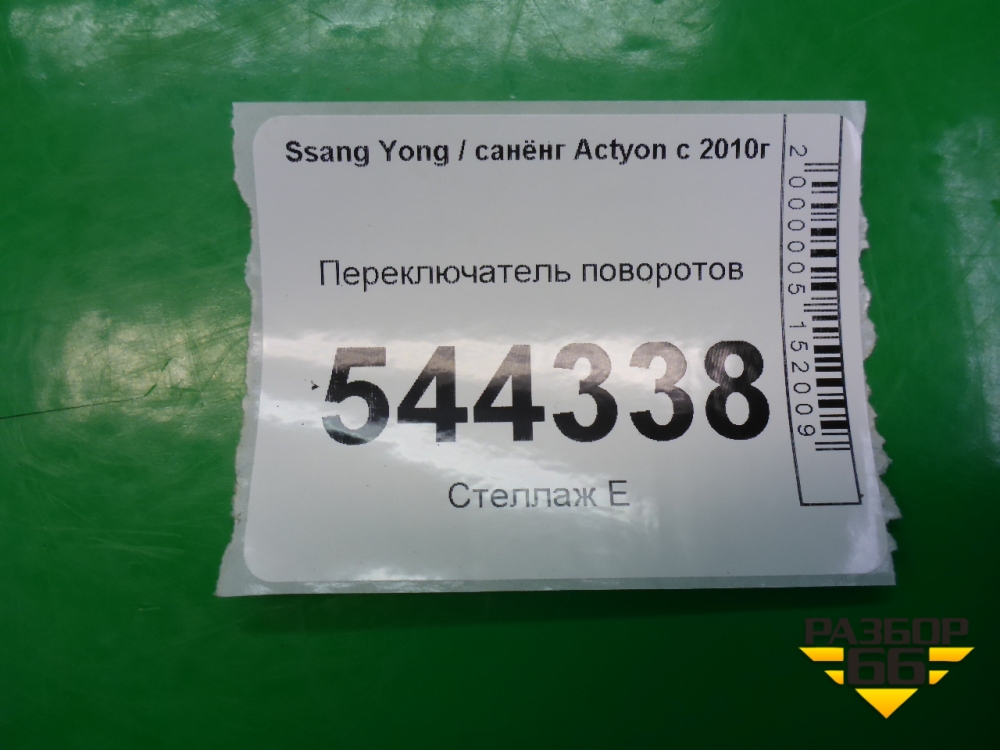 Ssang Yong / санёнг Actyon с 2010г
Переключатель поворотов
544338
Стеллаж Е
2000005152009
РАЗБОР
66